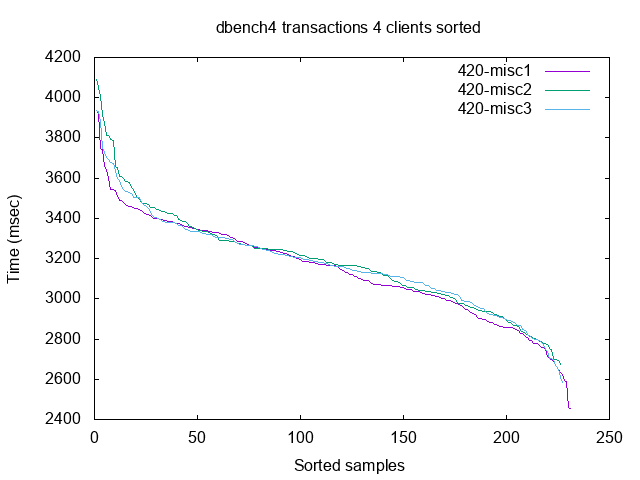 dbench4 transactions 4 clients sorted
4200
4000
3800
3600
3400
3200
3000
2800
2600
2400
Time (msec)
420-misc1
420-misc2
420-misc3
0 50 100 150 200 250
Sorted samples